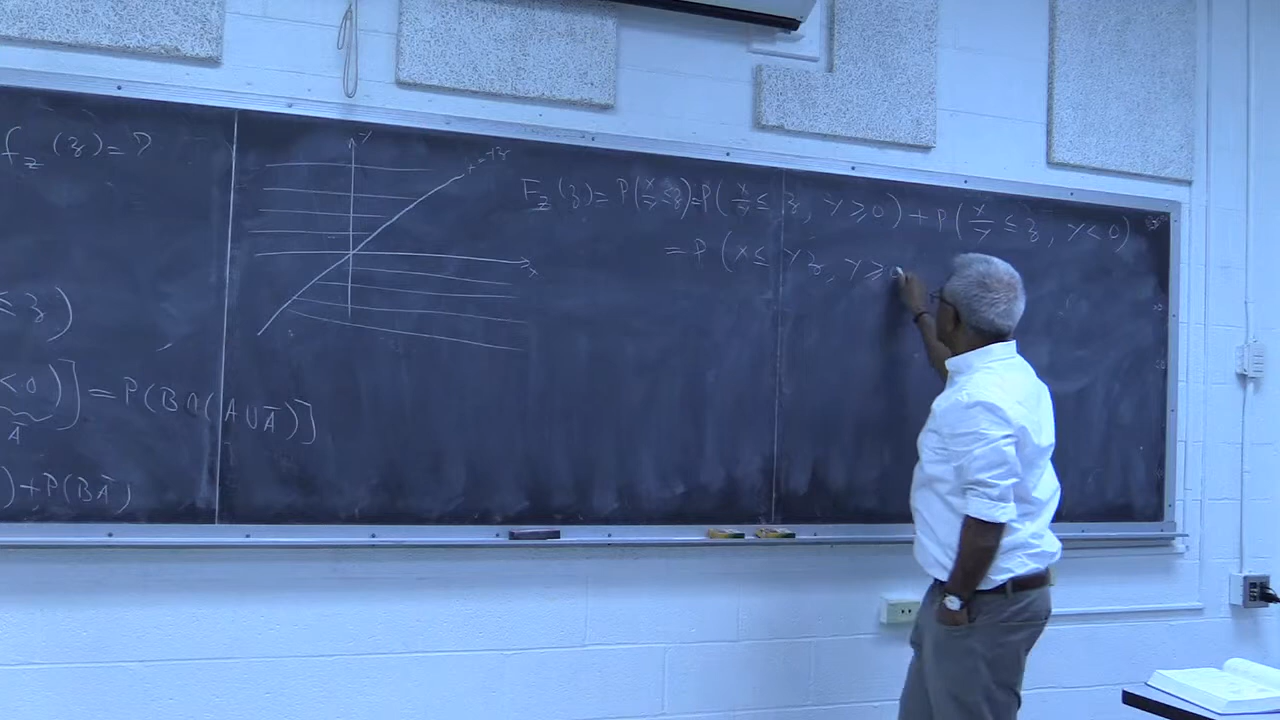 f_Z(z)=?
≤ z)
< 0)] = P(B∩(A∪Ā)]
Ā
) + P(BĀ)
y
x=yz
x
F_Z(z) = P(X/Y ≤ z) = P(X/Y ≤ z, Y ≥ 0) + P(X/Y ≤ z, Y < 0)
= P(X ≤ Yz, Y ≥ 0